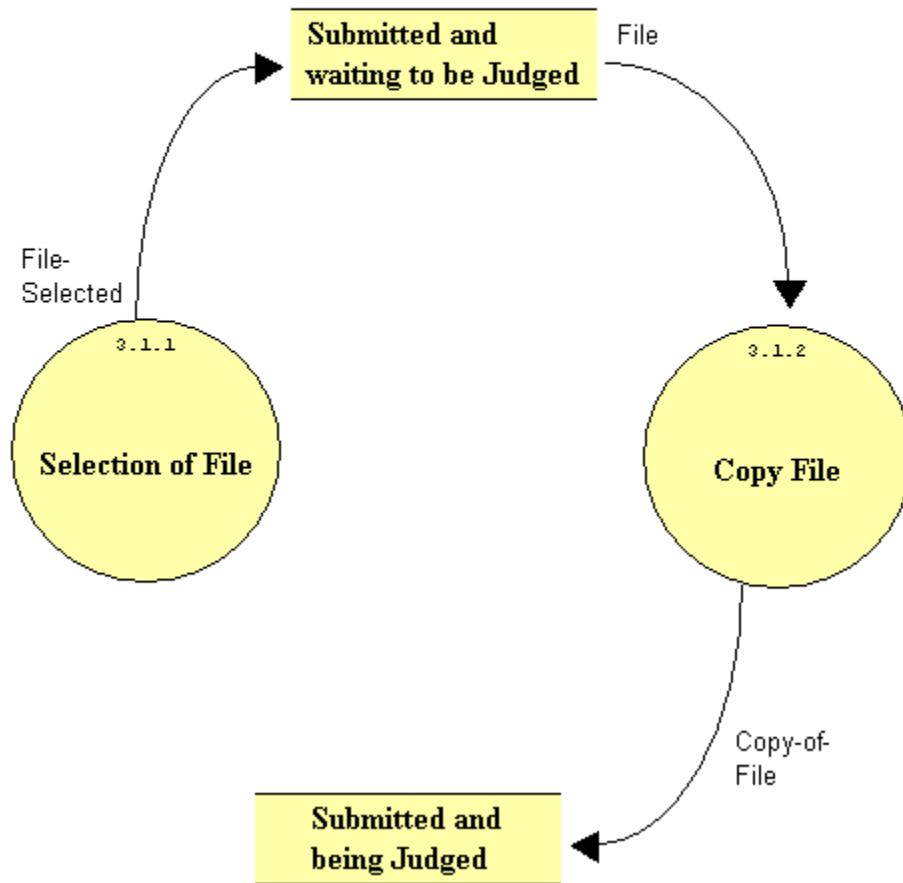 Submitted and
waiting to be Judged
File
File-
Selected
3.1.1
Selection of File
3.1.2
Copy File
Copy-of-
File
Submitted and
being Judged